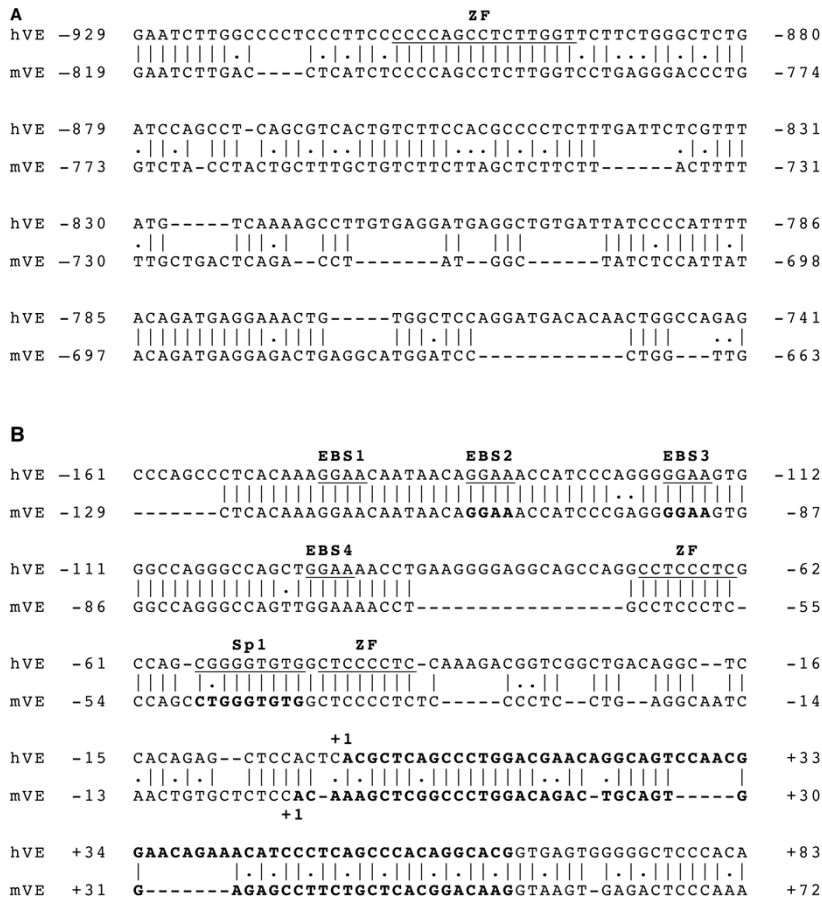 A
ZF
hVE –929 GAATCTTGGCCCCTCCCTTCCCCCCAGCCTCTTGGTTCTTCTGGGCTCTG -880
mVE –819 GAATCTTGAC----CTCATCTCCCCAGCCTCTTGGTCCTGAGGGACCCTG -774
hVE –879 ATCCAGCCT-CAGCGTCACTGTCTTCCACGCCCCTCTTTGATTCTCGTTT -831
mVE -773 GTCTA-CCTACTGCTTTGCTGTCTTCTTAGCTCTTCTT------ACTTTT -731
hVE –830 ATG-----TCAAAAGCCTTGTGAGGATGAGGCTGTGATTATCCCCATTTT -786
mVE –730 TTGCTGACTCAGA--CCT-------AT--GGC------TATCTCCATTAT -698
hVE -785 ACAGATGAGGAAACTG-----TGGCTCCAGGATGACACAACTGGCCAGAG -741
mVE –697 ACAGATGAGGAGACTGAGGCATGGATCC------------CTGG---TTG -663
B
EBS1 EBS2 EBS3
hVE –161 CCCAGCCCTCACAAAGGAACAATAACAGGAAACCATCCCAGGGGGAAGTG -112
mVE –129 -------CTCACAAAGGAACAATAACAGGAAACCATCCCGAGGGGAAGTG -87
EBS4 ZF
hVE -111 GGCCAGGGCCAGCTGGAAAACCTGAAGGGGAGGCAGCCAGGCCTCCCTCG -62
mVE -86 GGCCAGGGCCAGTTGGAAAACCT-----------------GCCTCCCTC- -55
Sp1 ZF
hVE -61 CCAG-CGGGGTGTGGCTCCCCTC-CAAAGACGGTCGGCTGACAGGC--TC -16
mVE -54 CCAGCCTGGGTGTGGCTCCCCTCTC-----CCCTC--CTG--AGGCAATC -14
+1
hVE -15 CACAGAG--CTCCACTCACGCTCAGCCCTGGACGAACAGGCAGTCCAACG +33
mVE -13 AACTGTGCTCTCCAC-AAAGCTCGGCCCTGGACAGAC-TGCAGT-----G +30
+1
hVE +34 GAACAGAAACATCCCTCAGCCCACAGGCACGGTGAGTGGGGGCTCCCACA +83
mVE +31 G-------AGAGCCTTCTGCTCACGGACAAGGTAAGT-GAGACTCCCAAA +72